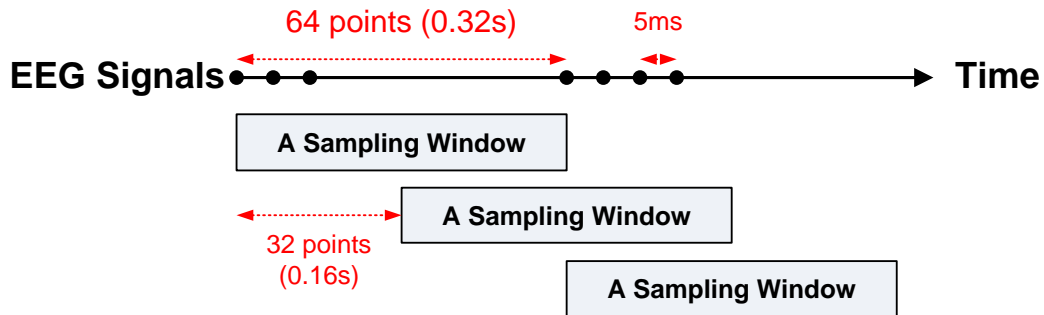 64 points (0.32s)
5ms
EEG Signals
Time
A Sampling Window
A Sampling Window
32 points
(0.16s)
A Sampling Window